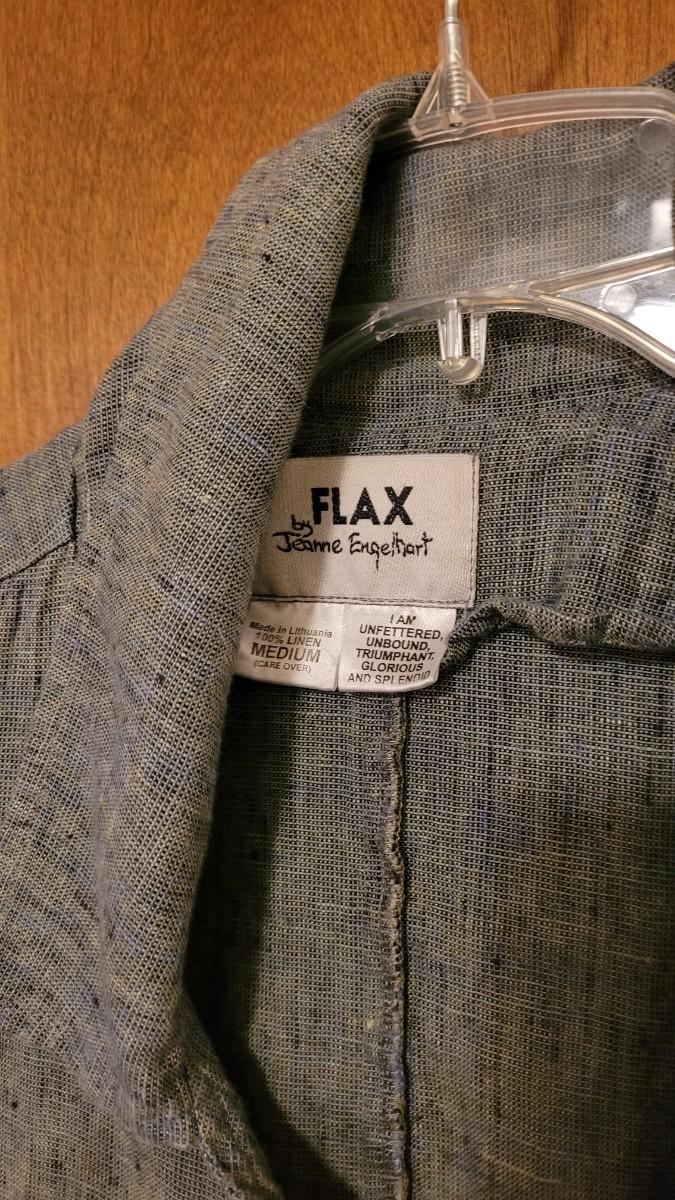 FLAX
by
Jeanne Engelhart
Made in Lithuania
100% LINEN
MEDIUM
(CARE OVER)
I AM
UNFETTERED,
UNBOUND,
TRIUMPHANT,
GLORIOUS
AND SPLENDID